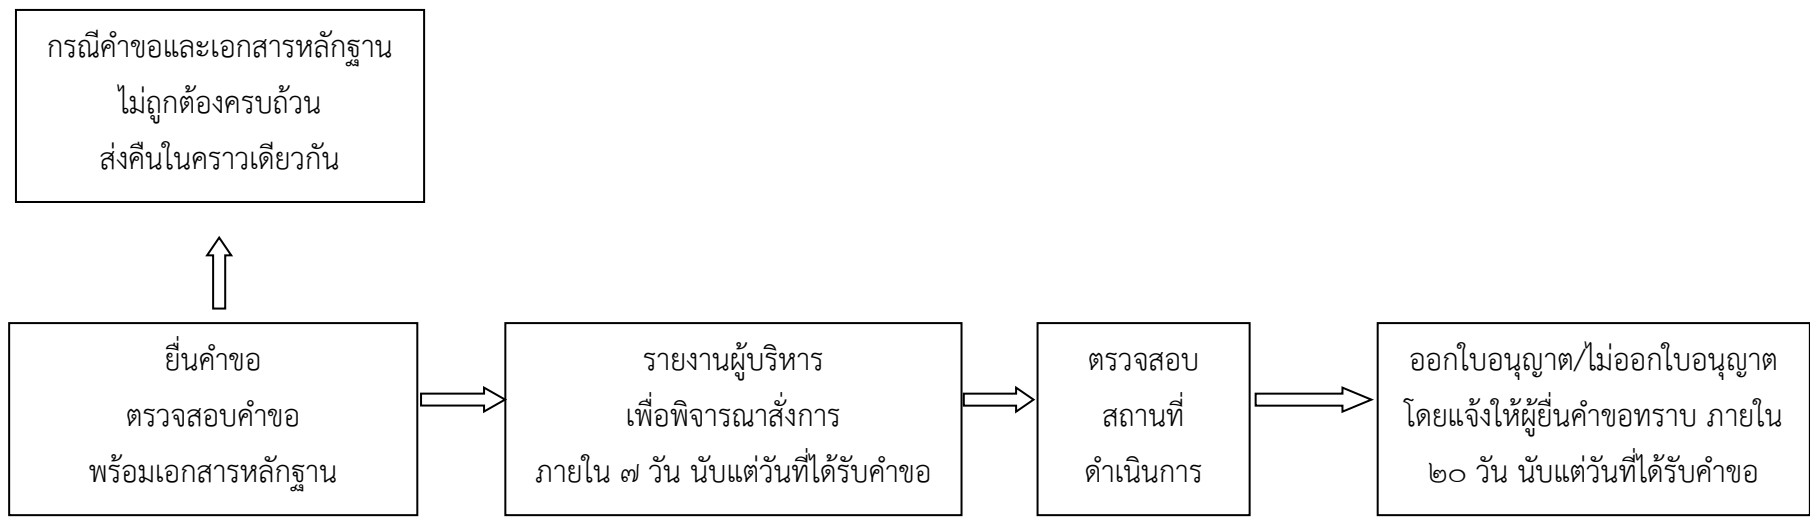 กรณีคำขอและเอกสารหลักฐาน
ไม่ถูกต้องครบถ้วน
ส่งคืนในคราวเดียวกัน
ยื่นคำขอ
ตรวจสอบคำขอ
พร้อมเอกสารหลักฐาน
รายงานผู้บริหาร
เพื่อพิจารณาสั่งการ
ภายใน ๗ วัน นับแต่วันที่ได้รับคำขอ
ตรวจสอบ
สถานที่
ดำเนินการ
ออกใบอนุญาต/ไม่ออกใบอนุญาต
โดยแจ้งให้ผู้ยื่นคำขอทราบ ภายใน
๒๐ วัน นับแต่วันที่ได้รับคำขอ